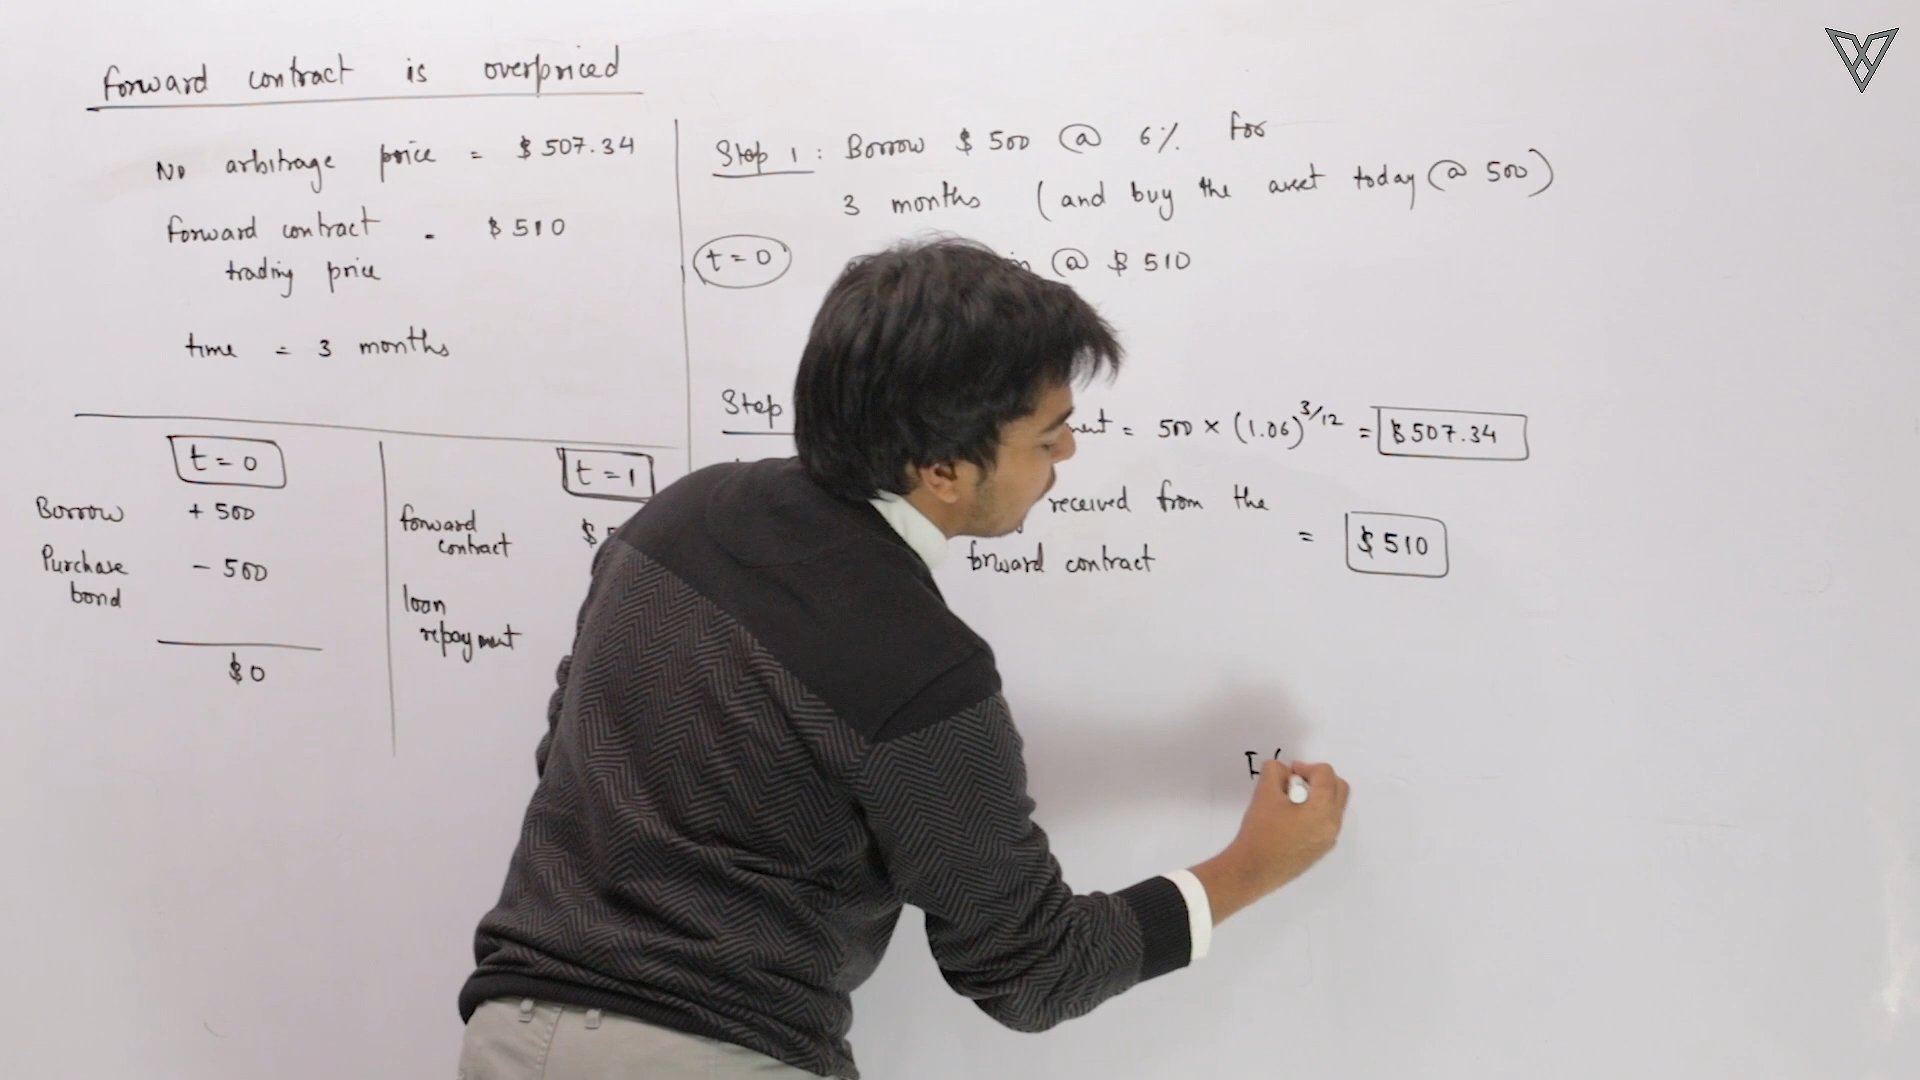 forward contract is overpriced
No arbitrage price = $ 507.34
forward contract = $ 510
trading price
time = 3 months
Step 1 : Borrow $ 500 @ 6% for
3 months (and buy the asset today @ 500)
t = 0
@ $ 510
Step
= 500 × (1.06)^3/12 = $507.34
received from the
forward contract = $ 510
t = 0
Borrow + 500
Purchase - 500
bond
$ 0
t = 1
forward $
contract
loan
repayment